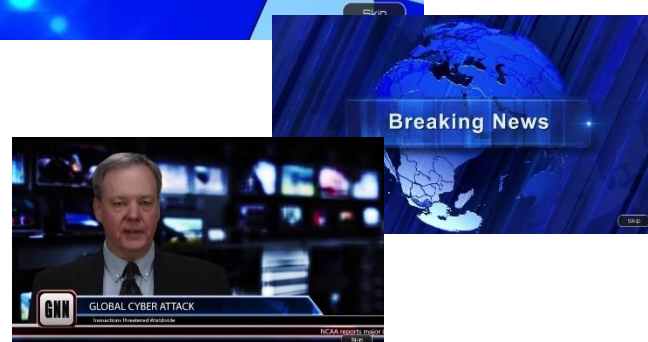 Skip
Breaking News
Skip
GNN
GLOBAL CYBER ATTACK
Transactions Threatened Worldwide
NCAA reports major
Skip